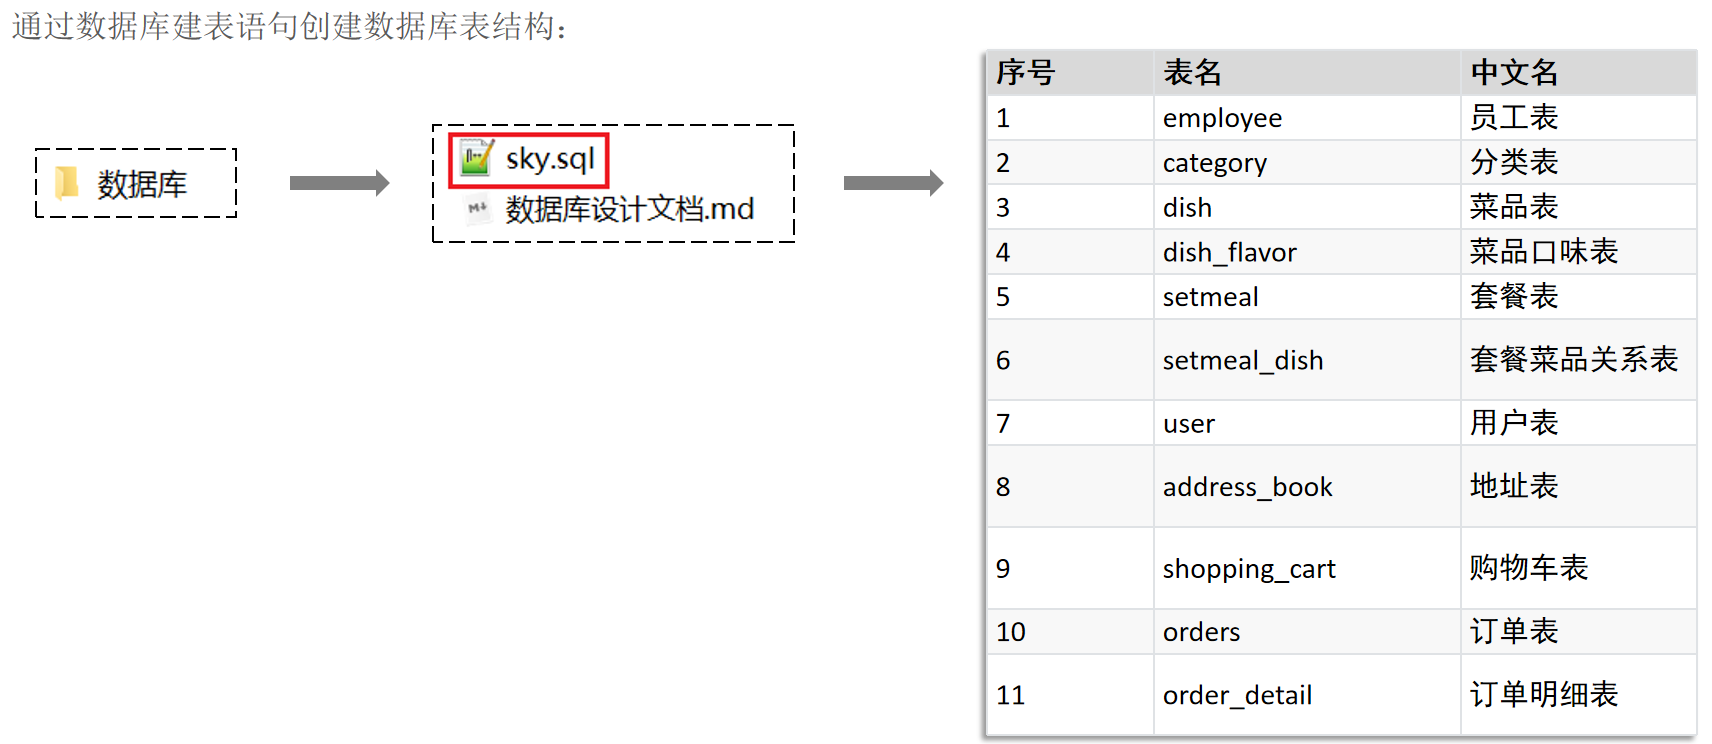 通过数据库建表语句创建数据库表结构：
数据库
sky.sql
数据库设计文档.md
序号 表名 中文名
1 employee 员工表
2 category 分类表
3 dish 菜品表
4 dish_flavor 菜品口味表
5 setmeal 套餐表
6 setmeal_dish 套餐菜品关系表
7 user 用户表
8 address_book 地址表
9 shopping_cart 购物车表
10 orders 订单表
11 order_detail 订单明细表